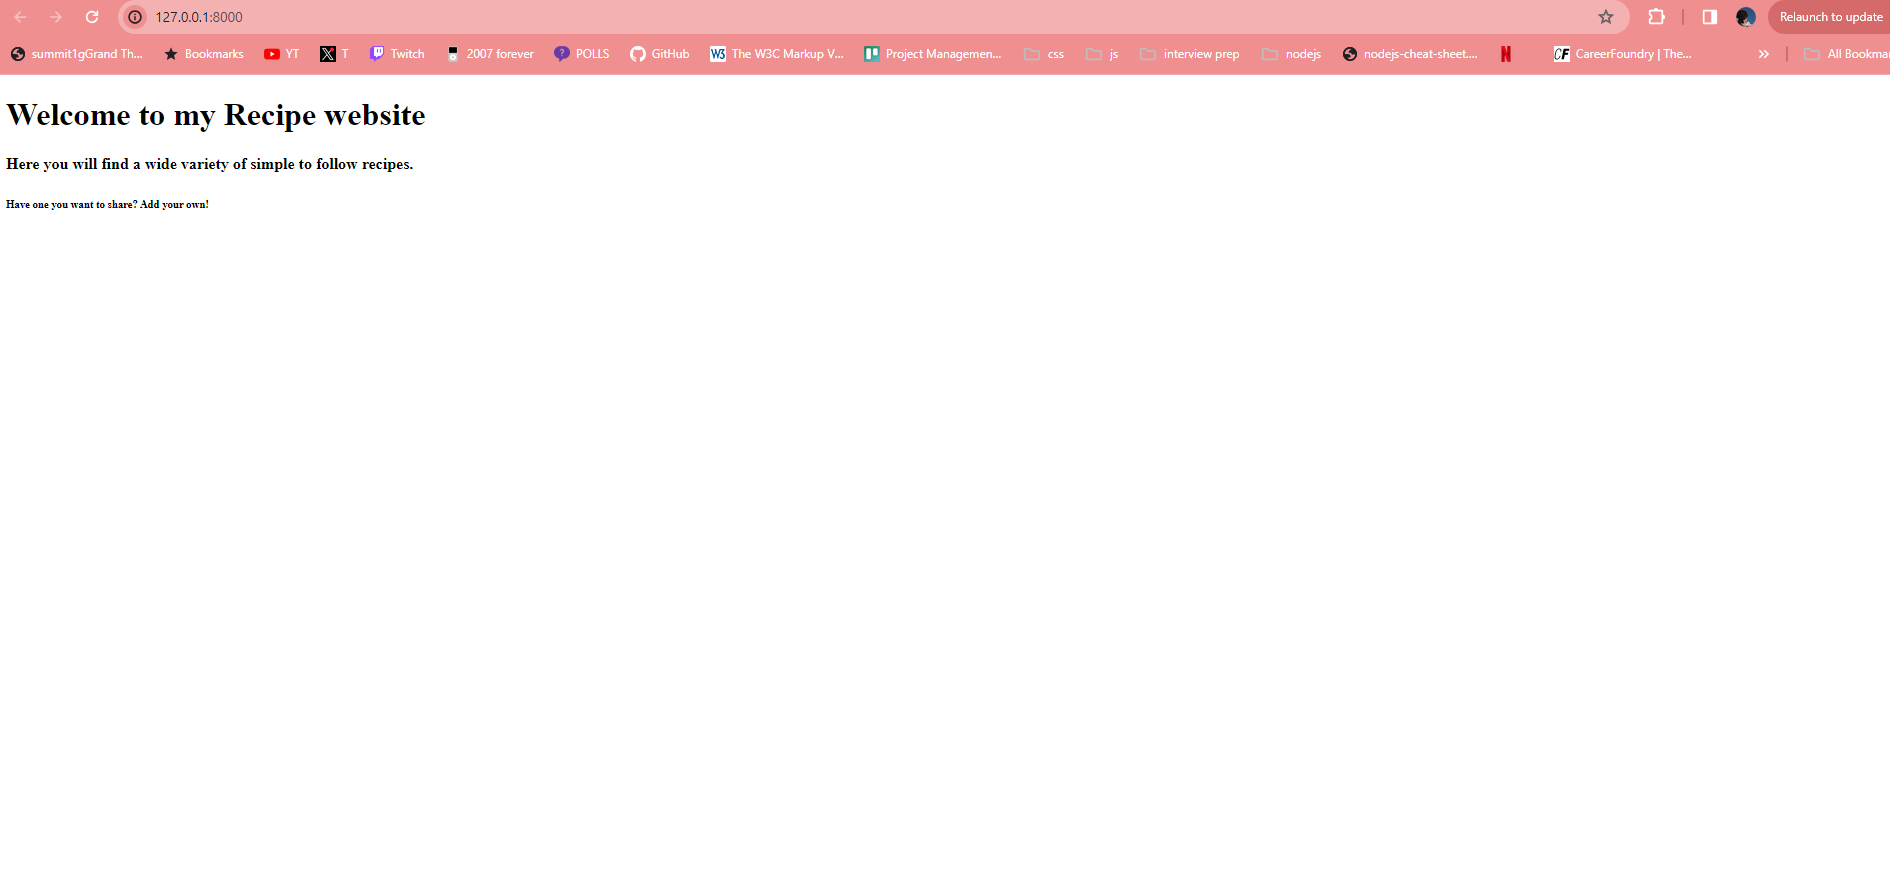 127.0.0.1:8000
Relaunch to update
summit1gGrand Th... Bookmarks YT T Twitch 2007 forever POLLS GitHub The W3C Markup V... Project Managemen... css js interview prep nodejs nodejs-cheat-sheet.... CareerFoundry | The... » All Bookma
Welcome to my Recipe website
Here you will find a wide variety of simple to follow recipes.
Have one you want to share? Add your own!